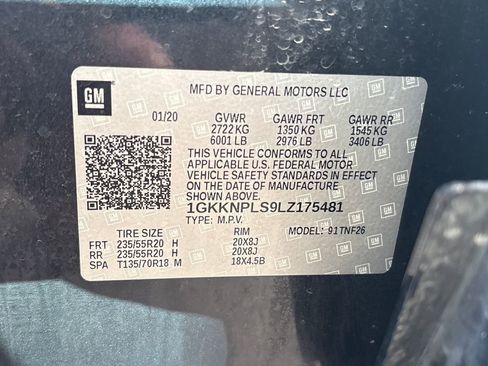 GM
MFD BY GENERAL MOTORS LLC
01/20 GVWR GAWR FRT GAWR RR
2722 KG 1350 KG 1545 KG
6001 LB 2976 LB 3406 LB
THIS VEHICLE CONFORMS TO ALL
APPLICABLE U.S. FEDERAL MOTOR
VEHICLE SAFETY STANDARDS IN EFFECT
ON THE DATE OF MANUFACTURE
SHOWN ABOVE.
1GKKNPLS9LZ175481
TYPE: M.P.V. MODEL: 91TNF26
TIRE SIZE SPEED RTG RIM
FRT 235/55R20 H 20X8J
RR 235/55R20 H 20X8J
SPA T135/70R18 M 18X4.5B